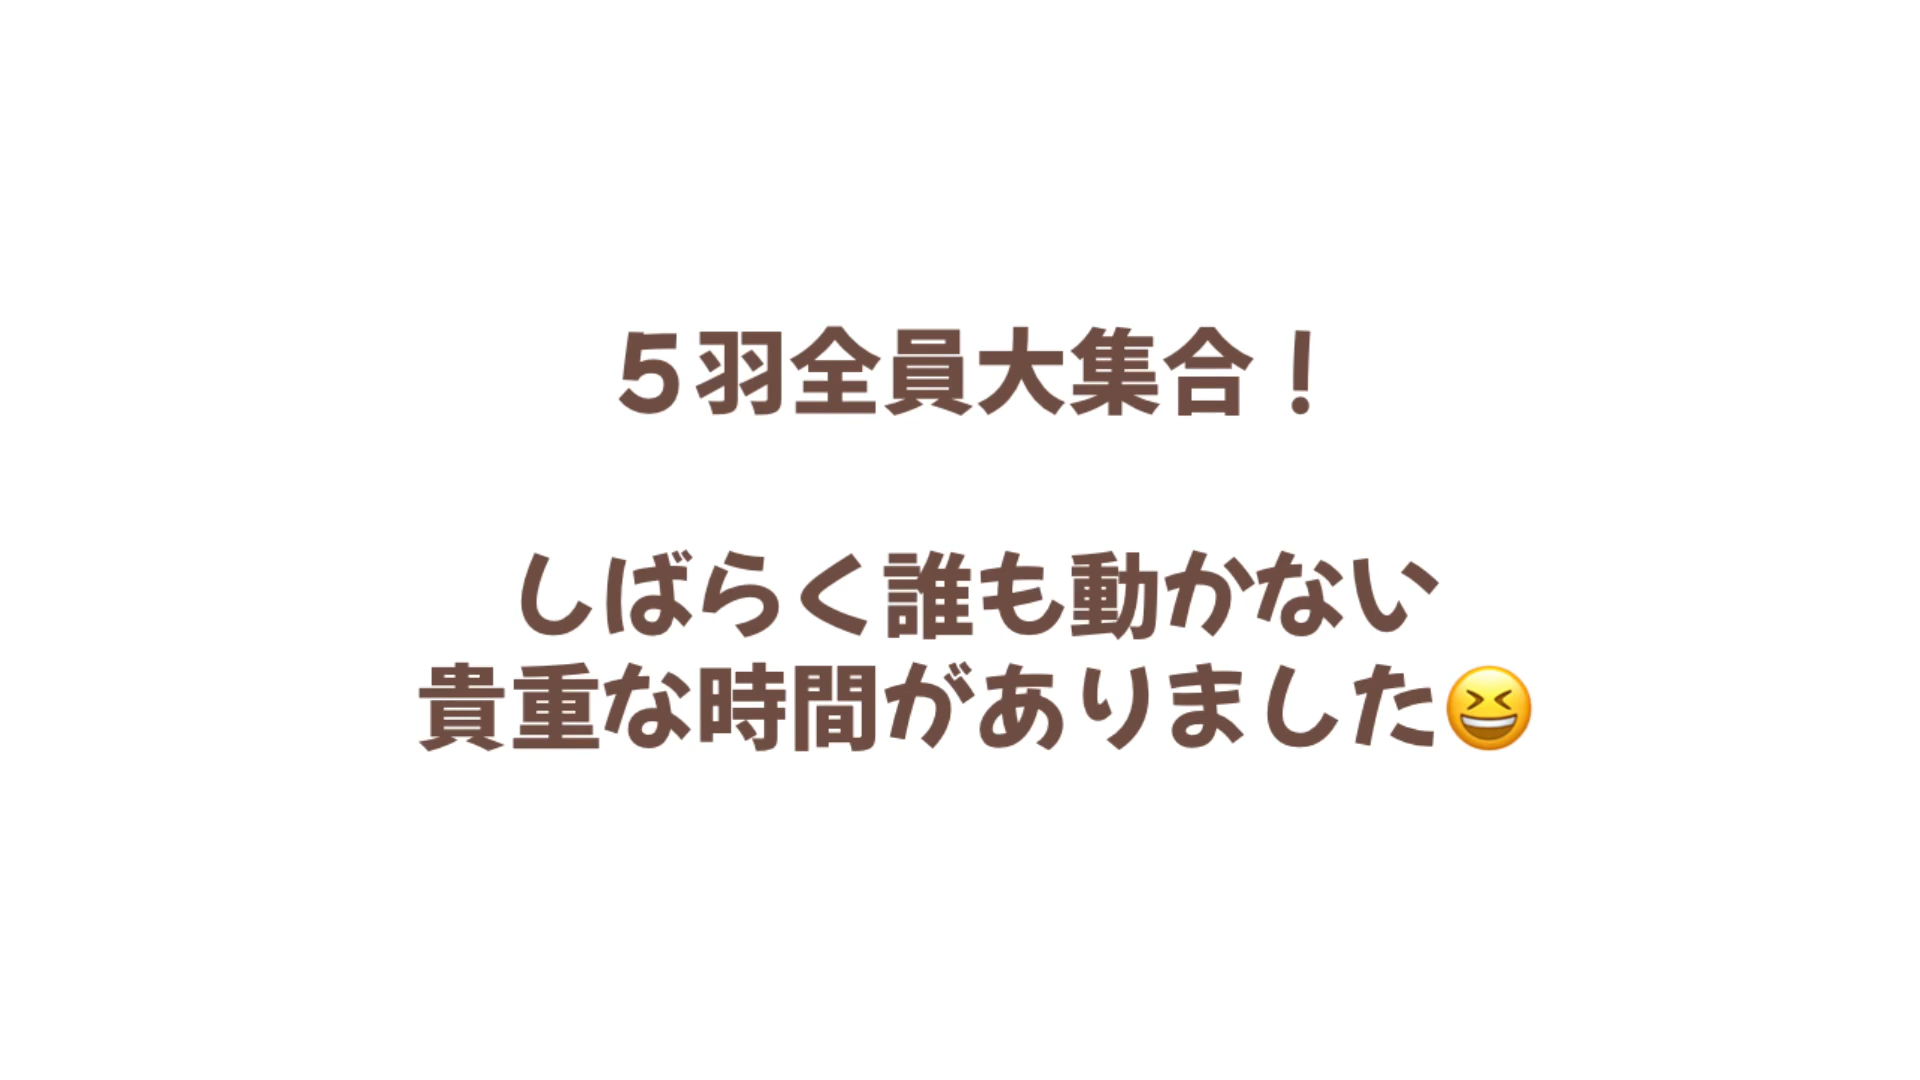 ５羽全員大集合！
しばらく誰も動かない
貴重な時間がありました😆